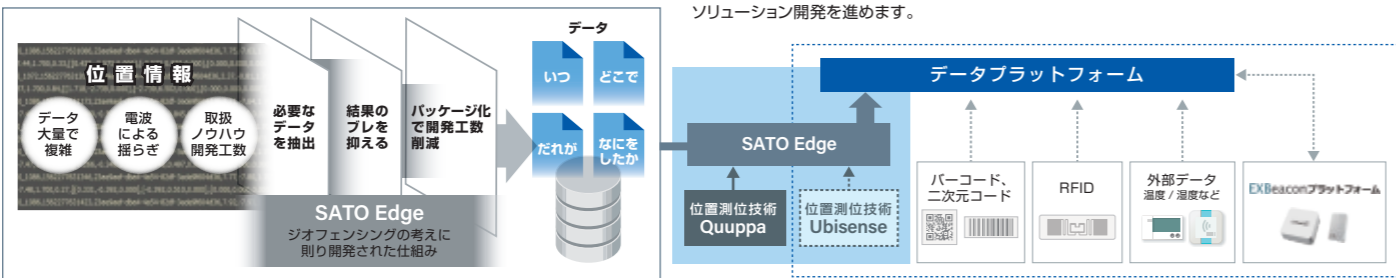 ソリューション開発を進めます。
位置情報
データ
大量で
複雑
電波
による
揺らぎ
取扱
ノウハウ
開発工数
必要な
データ
を抽出
結果の
ブレを
抑える
パッケージ化
で開発工数
削減
SATO Edge
ジオフェンシングの考えに
則り開発された仕組み
データ
いつ
どこで
だれが
なにを
したか
データプラットフォーム
SATO Edge
位置測位技術
Quuppa
位置測位技術
Ubisense
バーコード、
二次元コード
RFID
外部データ
温度 / 湿度など
EXBeaconプラットフォーム